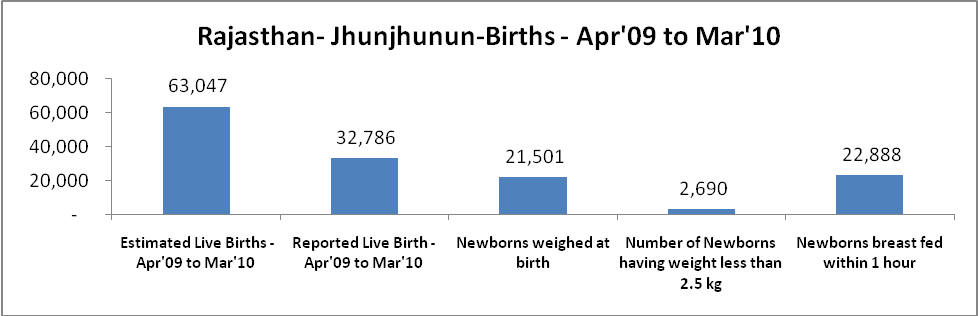 Rajasthan- Jhunjhunun-Births - Apr'09 to Mar'10
80,000
60,000
40,000
20,000
-
63,047
32,786
21,501
2,690
22,888
Estimated Live Births -
Apr'09 to Mar'10
Reported Live Birth -
Apr'09 to Mar'10
Newborns weighed at
birth
Number of Newborns
having weight less than
2.5 kg
Newborns breast fed
within 1 hour